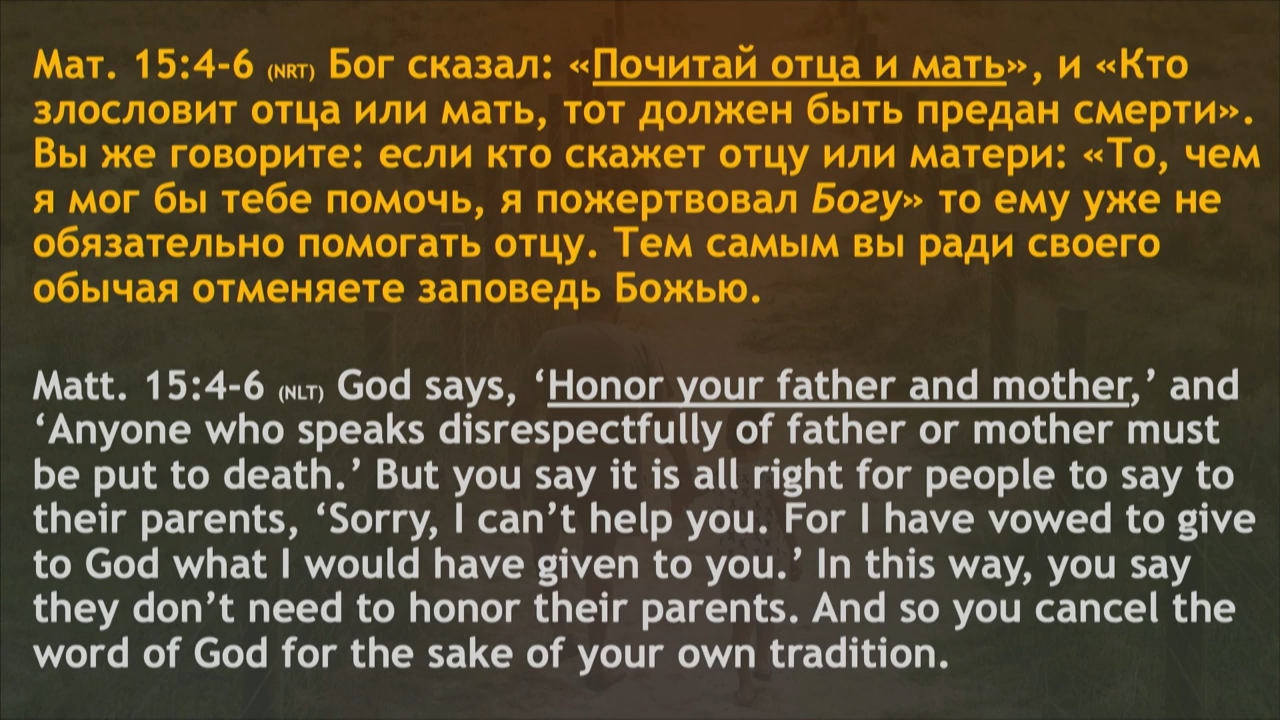 Мат. 15:4-6 (NRT) Бог сказал: «Почитай отца и мать», и «Кто
злословит отца или мать, тот должен быть предан смерти».
Вы же говорите: если кто скажет отцу или матери: «То, чем
я мог бы тебе помочь, я пожертвовал Богу» то ему уже не
обязательно помогать отцу. Тем самым вы ради своего
обычая отменяете заповедь Божью.
Matt. 15:4-6 (NLT) God says, ‘Honor your father and mother,’ and
‘Anyone who speaks disrespectfully of father or mother must
be put to death.’ But you say it is all right for people to say to
their parents, ‘Sorry, I can’t help you. For I have vowed to give
to God what I would have given to you.’ In this way, you say
they don’t need to honor their parents. And so you cancel the
word of God for the sake of your own tradition.